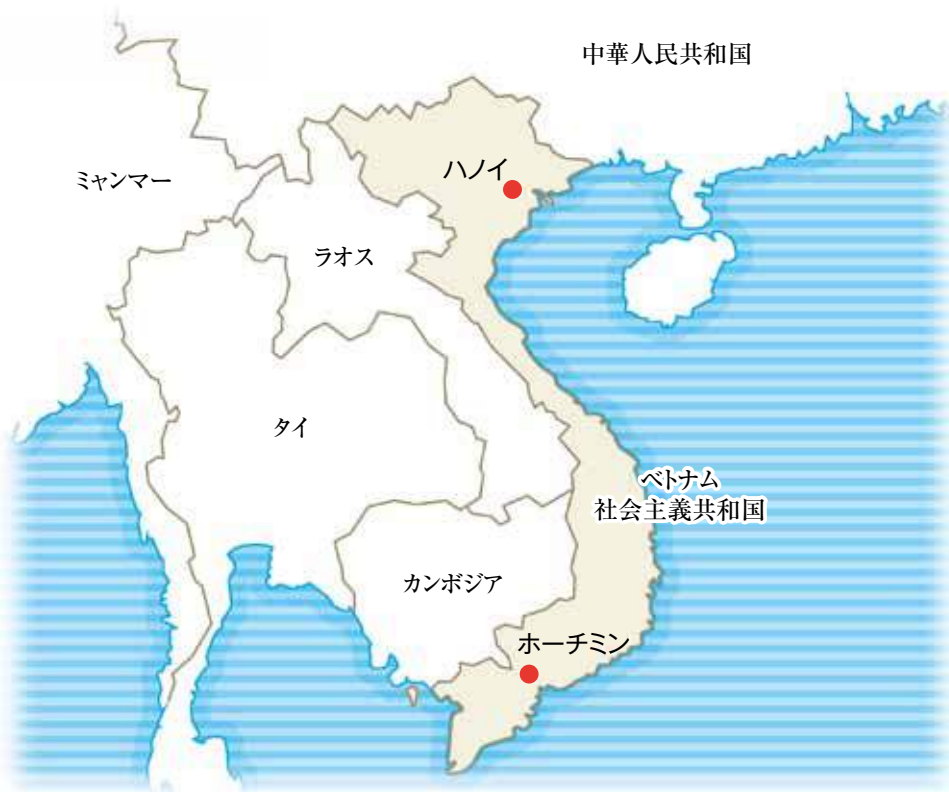 中華人民共和国
ハノイ
ミャンマー
ラオス
タイ
ベトナム
社会主義共和国
カンボジア
ホーチミン